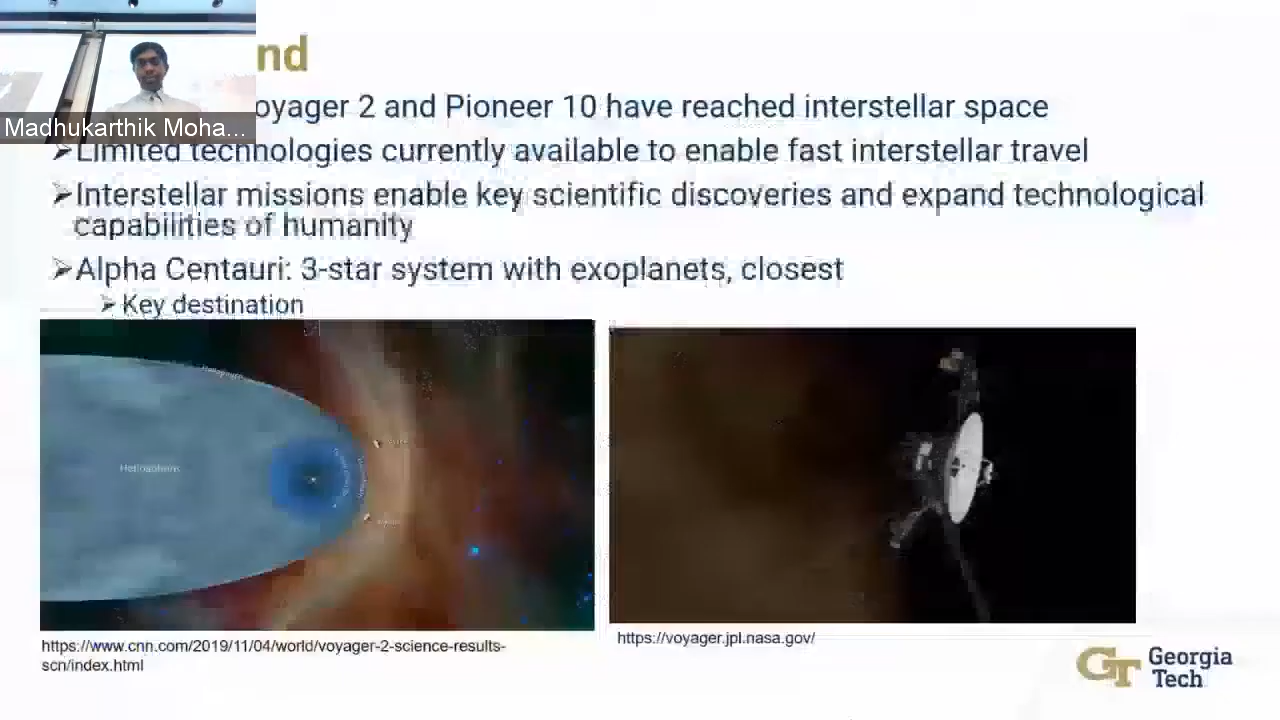 nd
oyager 2 and Pioneer 10 have reached interstellar space
Madhukarthik Moha...
➢Limited technologies currently available to enable fast interstellar travel
➢Interstellar missions enable key scientific discoveries and expand technological
capabilities of humanity
➢Alpha Centauri: 3-star system with exoplanets, closest
➢Key destination
Heliopause
Heliosphere
https://www.cnn.com/2019/11/04/world/voyager-2-science-results-
scn/index.html
https://voyager.jpl.nasa.gov/
GT Georgia
Tech